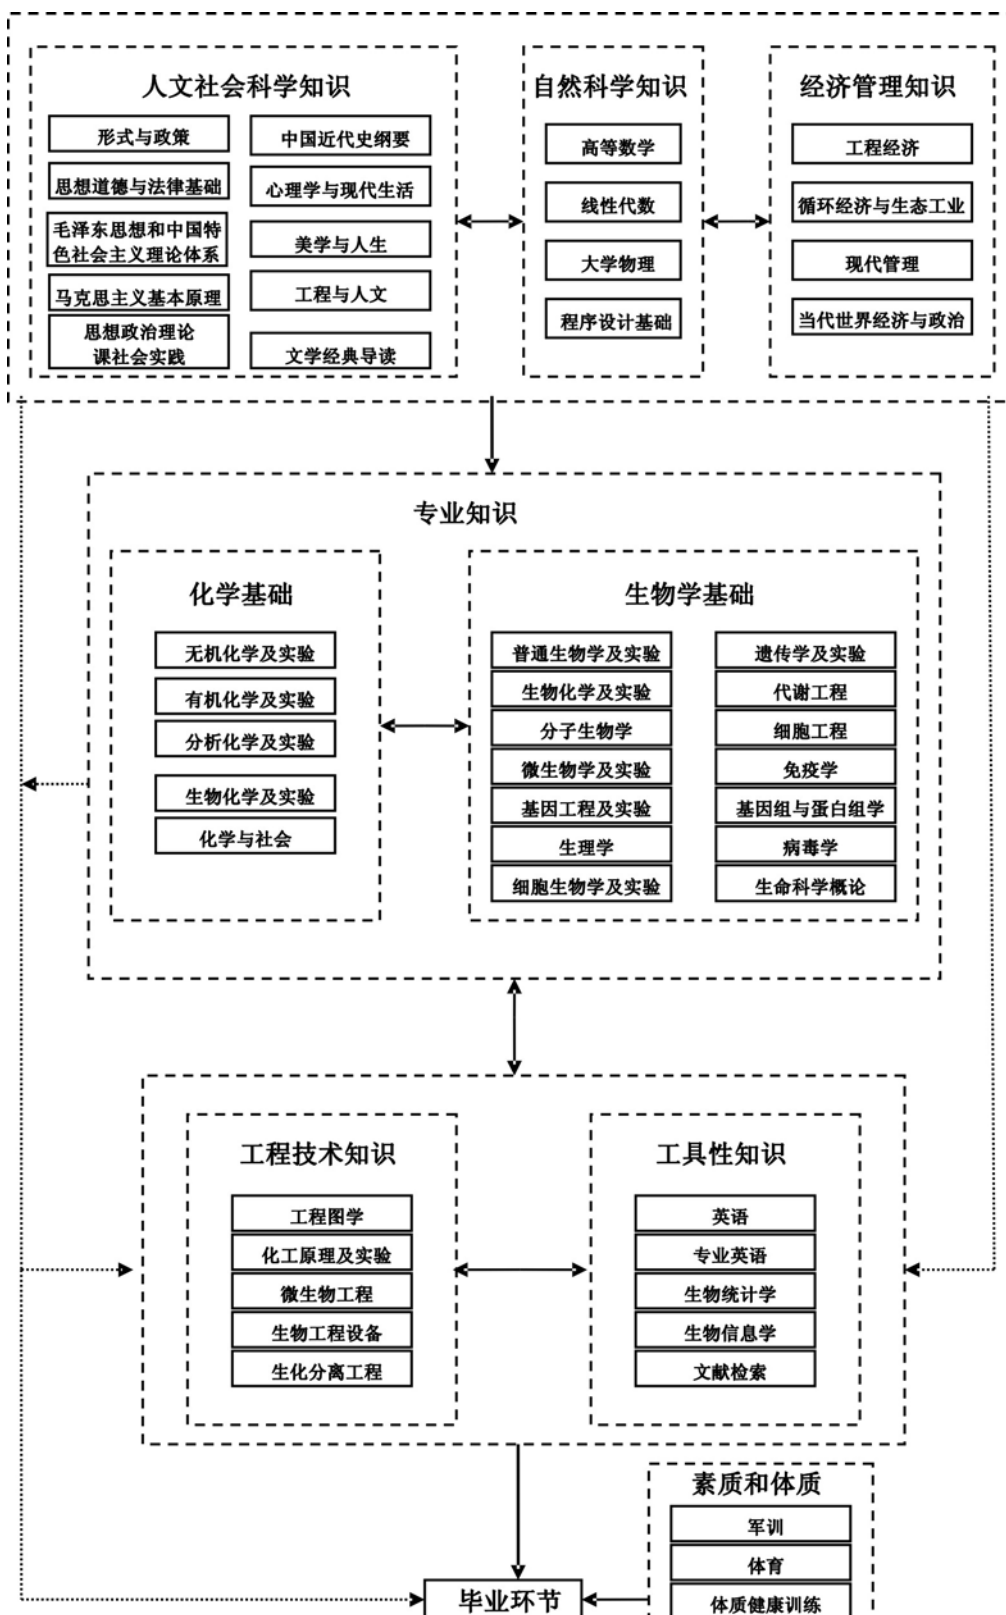 人文社会科学知识
形式与政策
思想道德与法律基础
毛泽东思想和中国特
色社会主义理论体系
马克思主义基本原理
思想政治理论
课社会实践
中国近代史纲要
心理学与现代生活
美学与人生
工程与人文
文学经典导读
自然科学知识
高等数学
线性代数
大学物理
程序设计基础
经济管理知识
工程经济
循环经济与生态工业
现代管理
当代世界经济与政治
专业知识
化学基础
无机化学及实验
有机化学及实验
分析化学及实验
生物化学及实验
化学与社会
生物学基础
普通生物学及实验
生物化学及实验
分子生物学
微生物学及实验
基因工程及实验
生理学
细胞生物学及实验
遗传学及实验
代谢工程
细胞工程
免疫学
基因组与蛋白组学
病毒学
生命科学概论
工程技术知识
工程图学
化工原理及实验
微生物工程
生物工程设备
生化分离工程
工具性知识
英语
专业英语
生物统计学
生物信息学
文献检索
素质和体质
军训
体育
体质健康训练
毕业环节